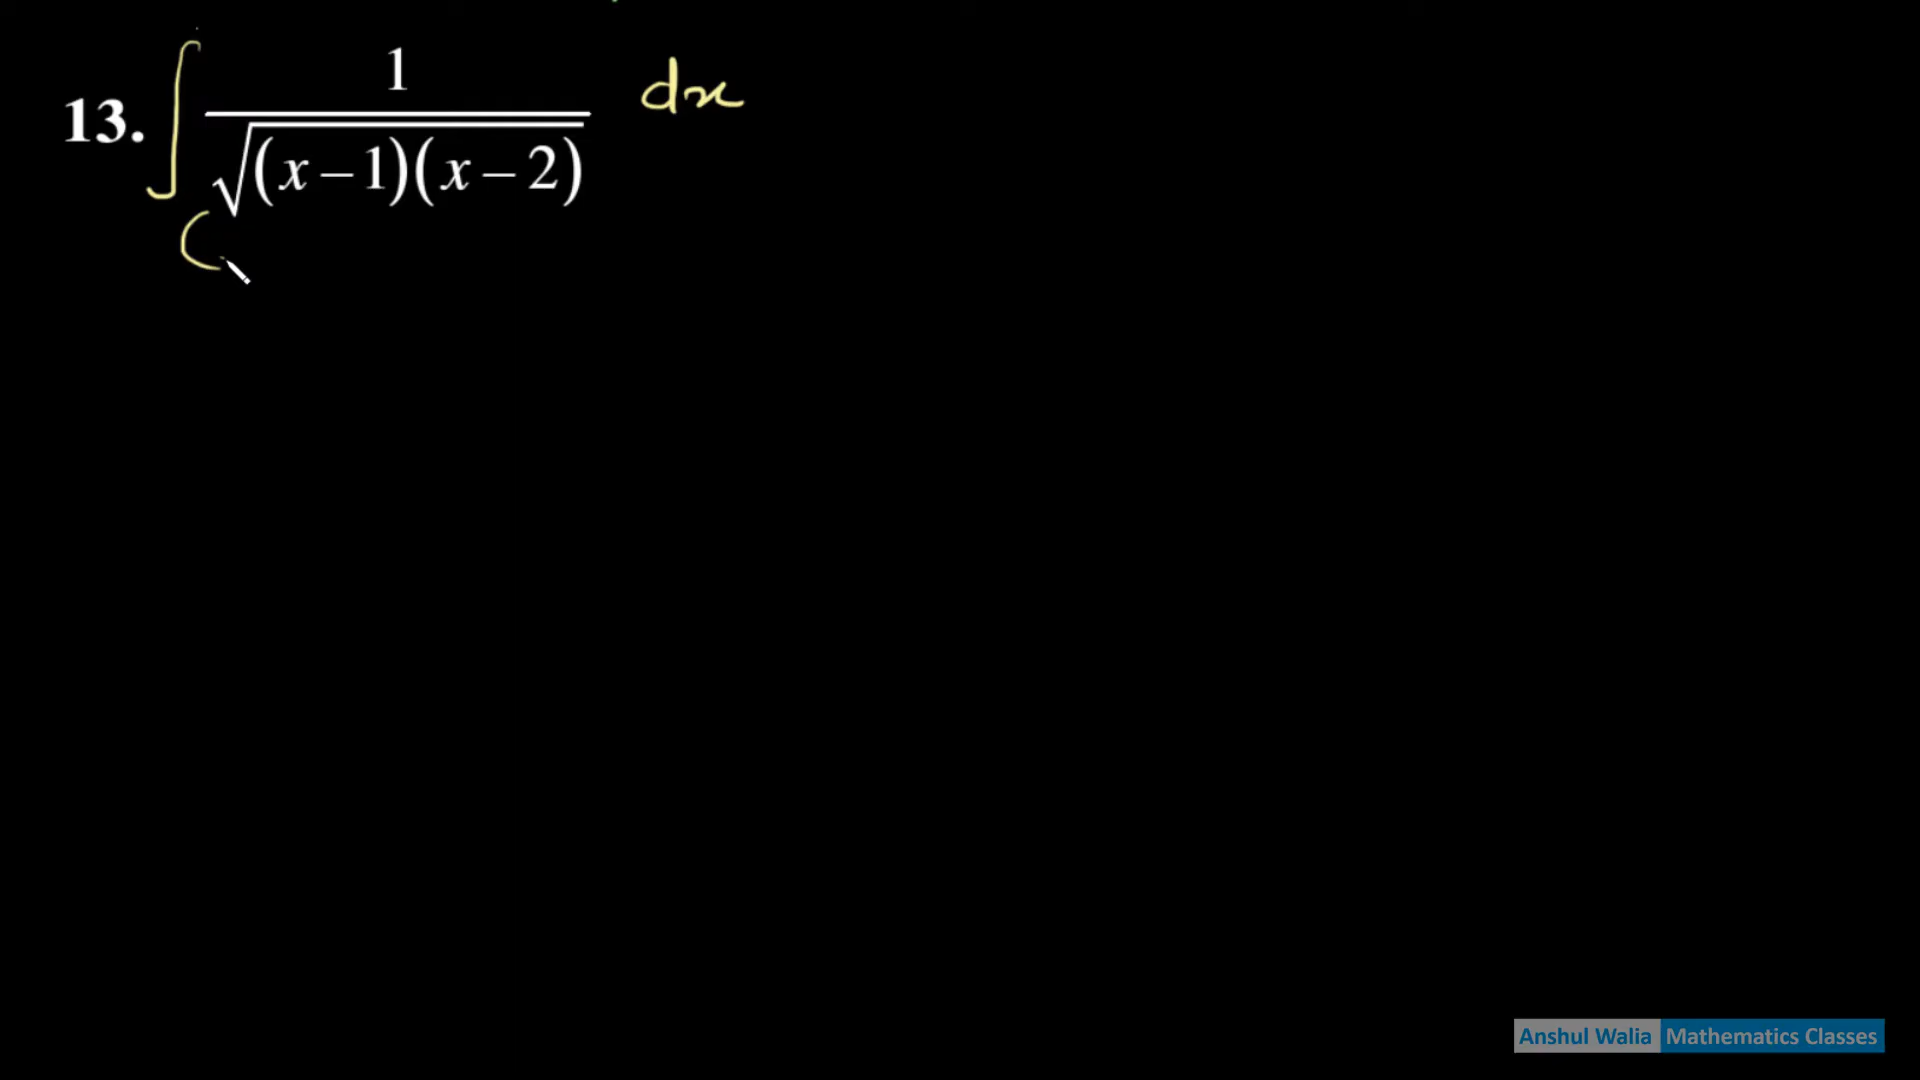 13. ∫ 1/√((x−1)(x−2)) dx
(
Anshul Walia Mathematics Classes